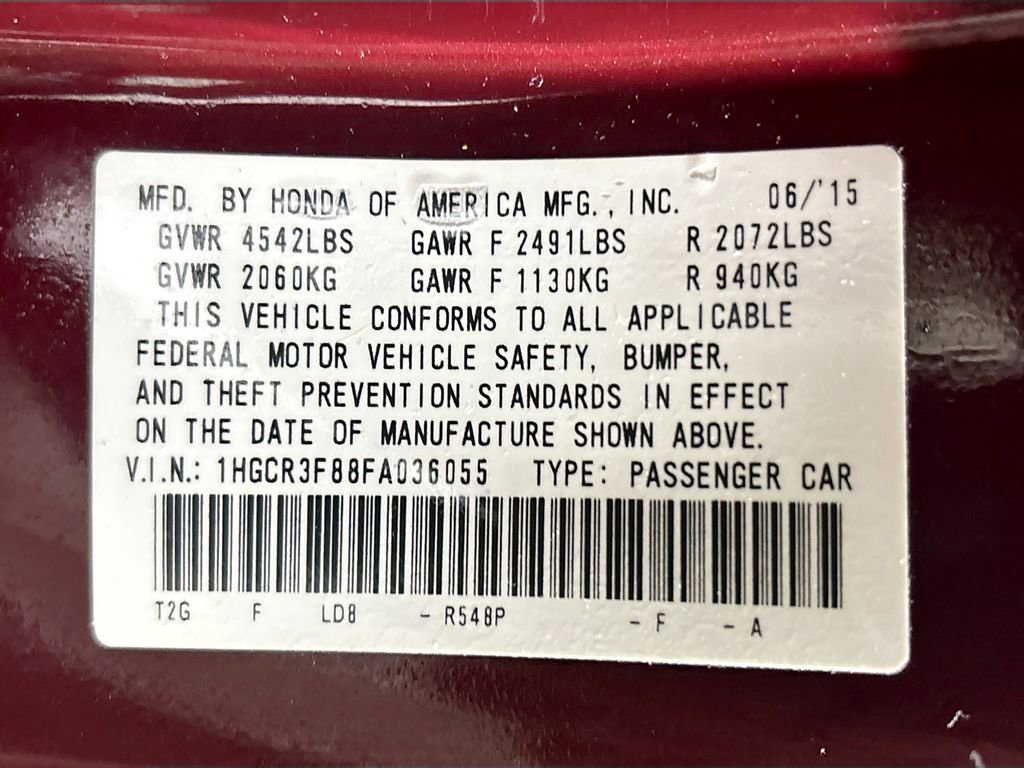 MFD. BY HONDA OF AMERICA MFG., INC. 06/'15
GVWR 4542LBS GAWR F 2491LBS R 2072LBS
GVWR 2060KG GAWR F 1130KG R 940KG
THIS VEHICLE CONFORMS TO ALL APPLICABLE
FEDERAL MOTOR VEHICLE SAFETY, BUMPER,
AND THEFT PREVENTION STANDARDS IN EFFECT
ON THE DATE OF MANUFACTURE SHOWN ABOVE.
V.I.N.: 1HGCR3F88FA036055 TYPE: PASSENGER CAR
T2G F LD8 - R548P - F - A